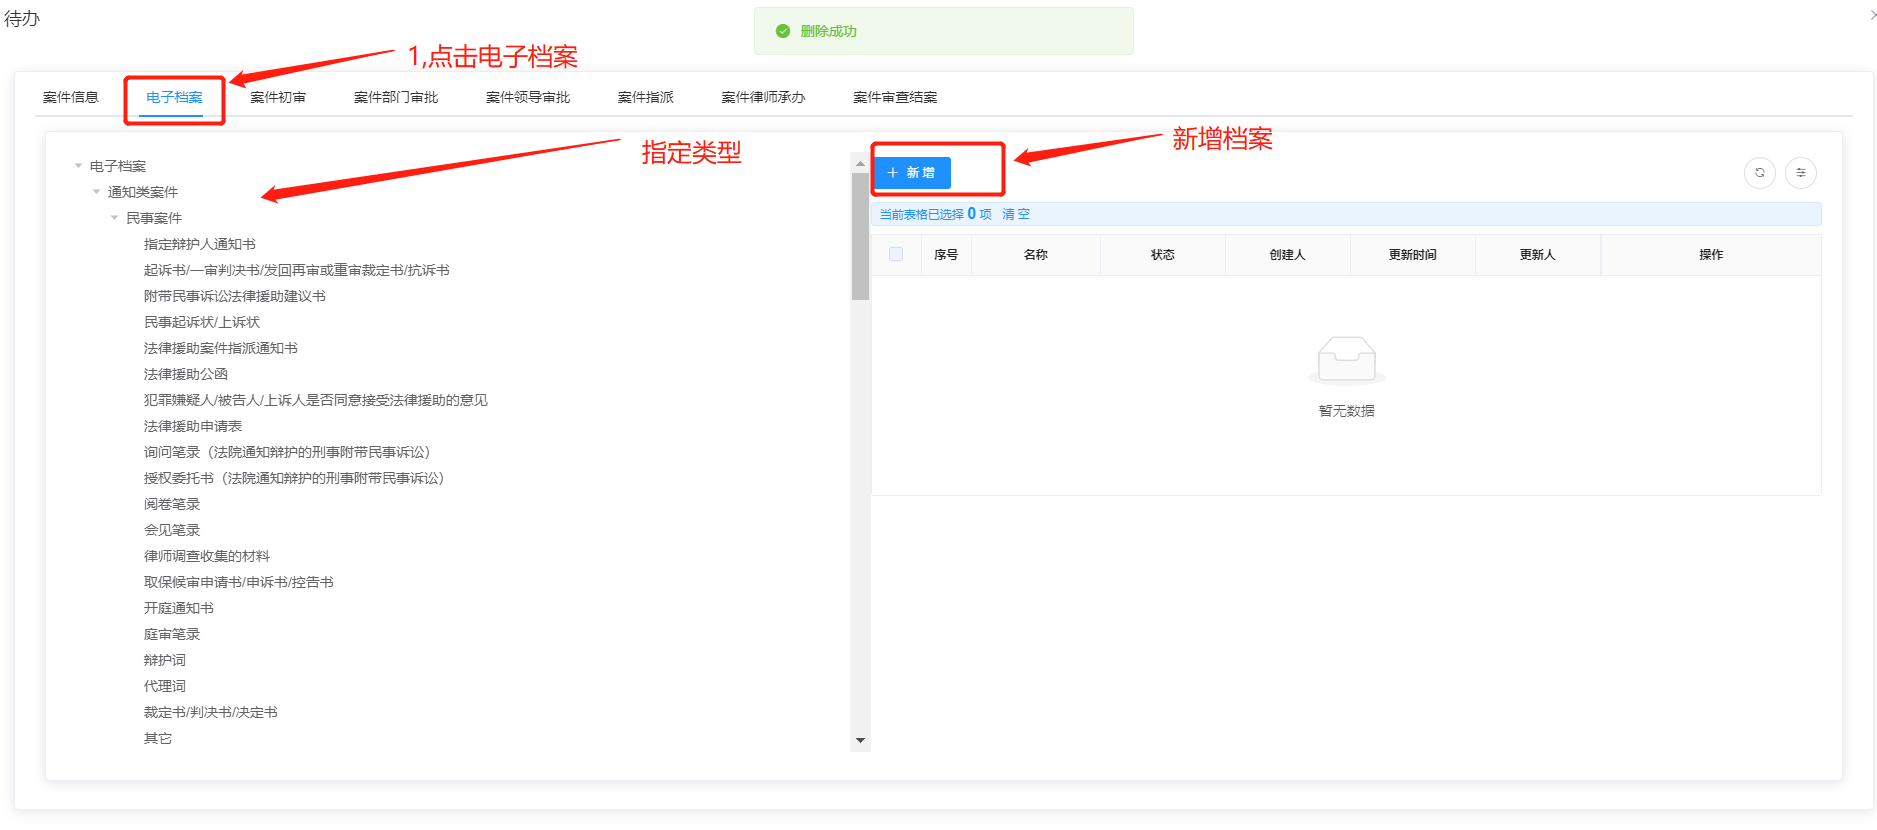 待办
删除成功
1,点击电子档案
案件信息 电子档案 案件初审 案件部门审批 案件领导审批 案件指派 案件律师承办 案件审查结案
指定类型
新增档案
电子档案
通知类案件
民事案件
指定辩护人通知书
起诉书/一审判决书/发回再审或重审裁定书/抗诉书
附带民事诉讼法律援助建议书
民事起诉状/上诉状
法律援助案件指派通知书
法律援助公函
犯罪嫌疑人/被告人/上诉人是否同意接受法律援助的意见
法律援助申请表
询问笔录（法院通知辩护的刑事附带民事诉讼）
授权委托书（法院通知辩护的刑事附带民事诉讼）
阅卷笔录
会见笔录
律师调查收集的材料
取保候审申请书/申诉书/控告书
开庭通知书
庭审笔录
辩护词
代理词
裁定书/判决书/决定书
其它
新增
当前表格已选择 0 项 清空
序号 名称 状态 创建人 更新时间 更新人 操作
暂无数据